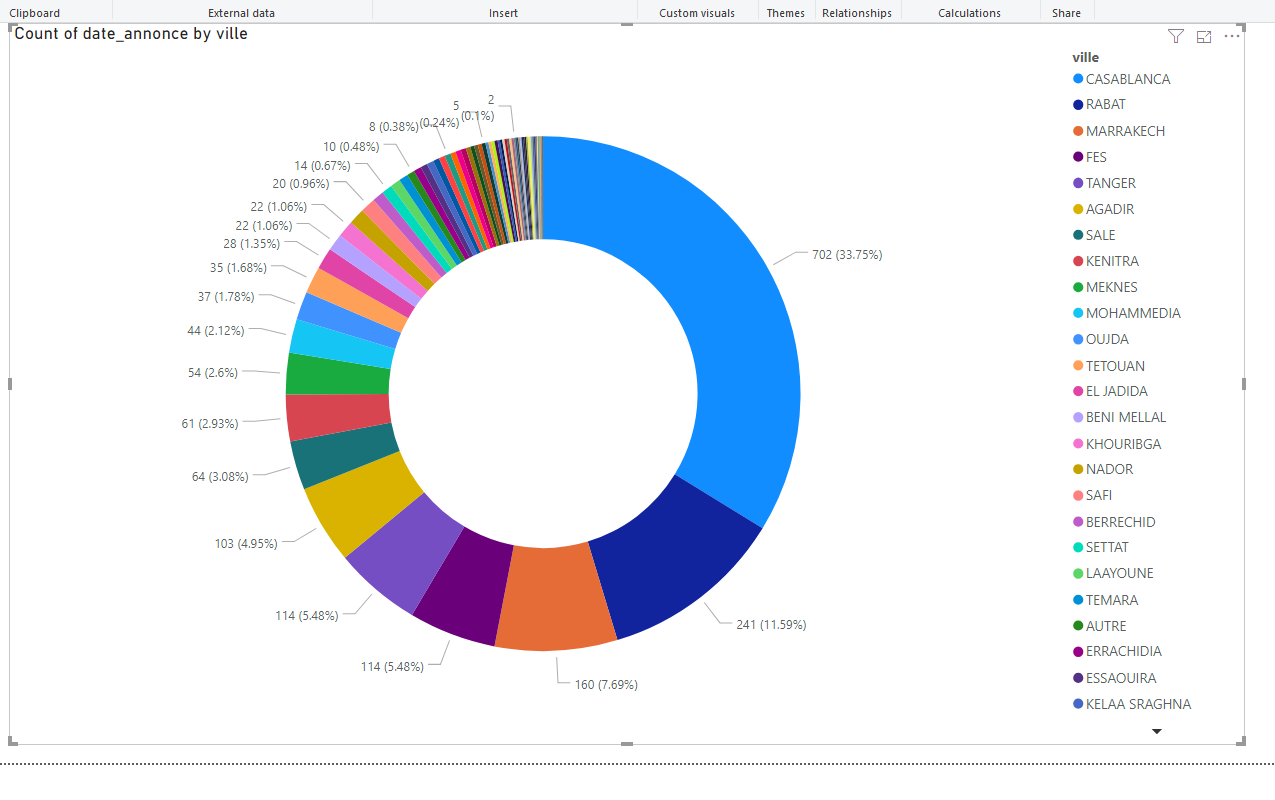 Clipboard
External data
Insert
Custom visuals
Themes
Relationships
Calculations
Share
Count of date_annonce by ville
702 (33.75%)
241 (11.59%)
160 (7.69%)
114 (5.48%)
114 (5.48%)
103 (4.95%)
64 (3.08%)
61 (2.93%)
54 (2.6%)
44 (2.12%)
37 (1.78%)
35 (1.68%)
28 (1.35%)
22 (1.06%)
22 (1.06%)
20 (0.96%)
14 (0.67%)
10 (0.48%)
8 (0.38%)
(0.24%)
5
(0.1%)
2
ville
CASABLANCA
RABAT
MARRAKECH
FES
TANGER
AGADIR
SALE
KENITRA
MEKNES
MOHAMMEDIA
OUJDA
TETOUAN
EL JADIDA
BENI MELLAL
KHOURIBGA
NADOR
SAFI
BERRECHID
SETTAT
LAAYOUNE
TEMARA
AUTRE
ERRACHIDIA
ESSAOUIRA
KELAA SRAGHNA